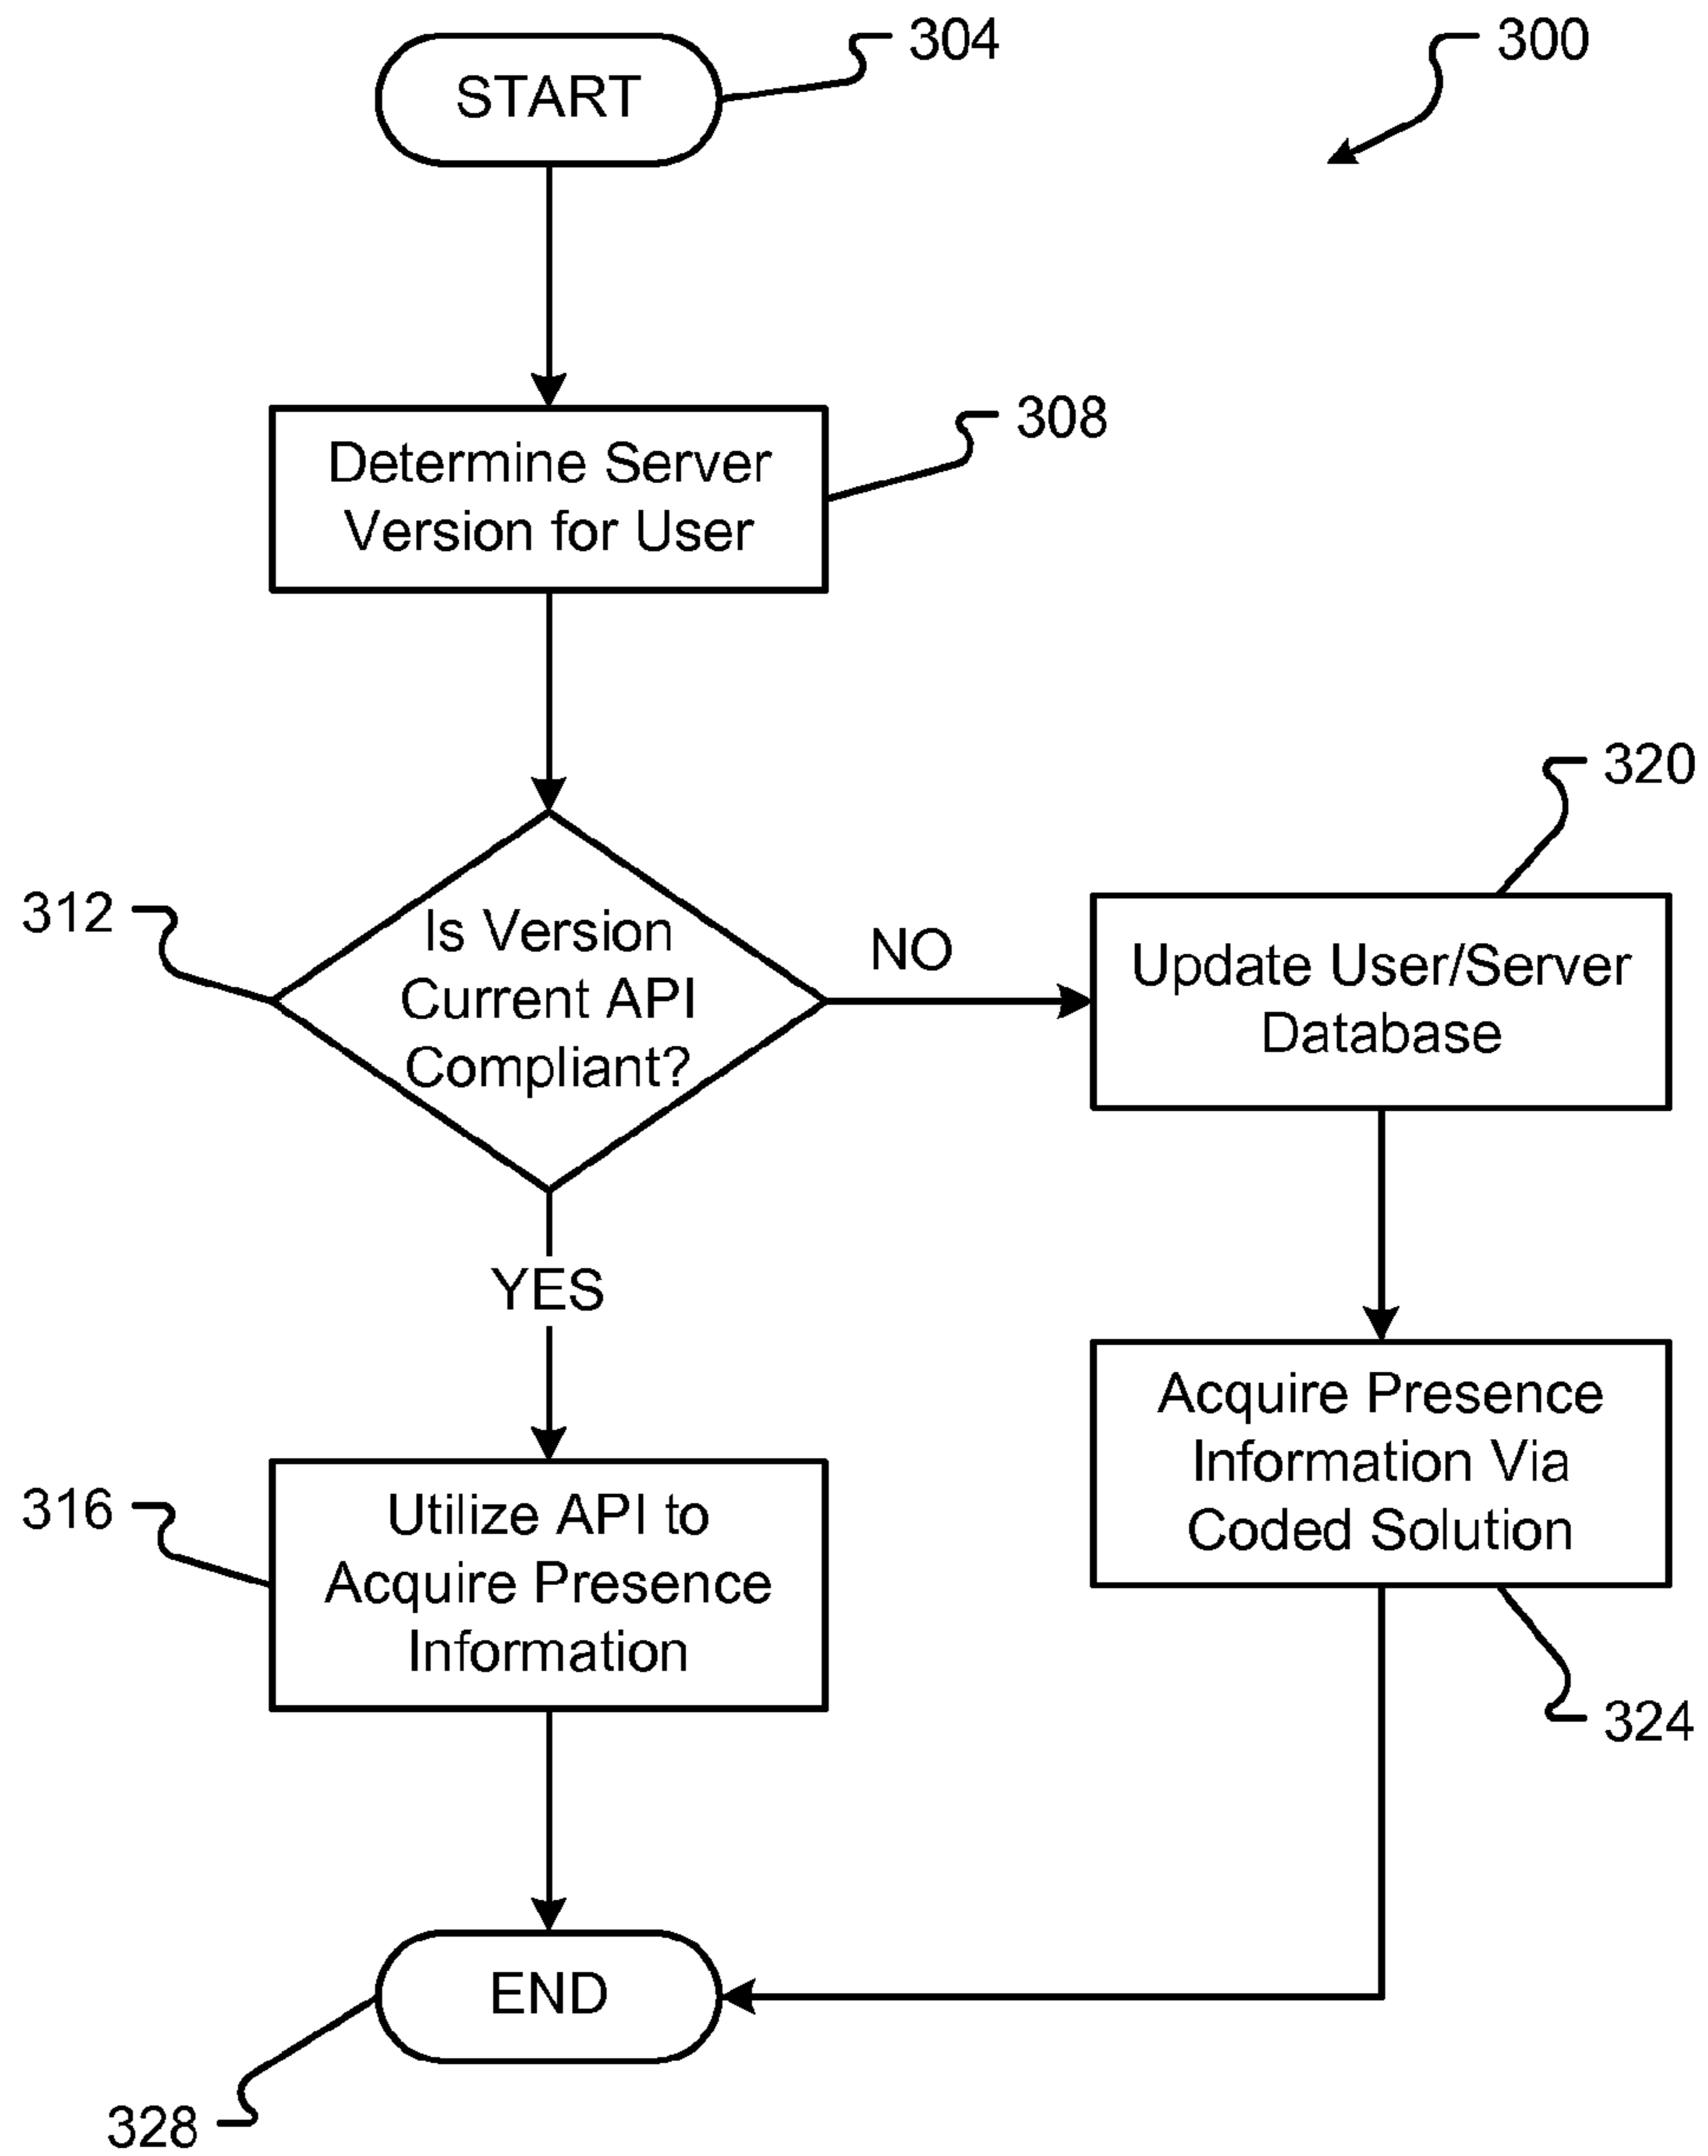 START
304
300
Determine Server
Version for User
308
312
Is Version
Current API
Compliant?
NO
320
Update User/Server
Database
YES
Acquire Presence
Information Via
Coded Solution
324
316
Utilize API to
Acquire Presence
Information
END
328